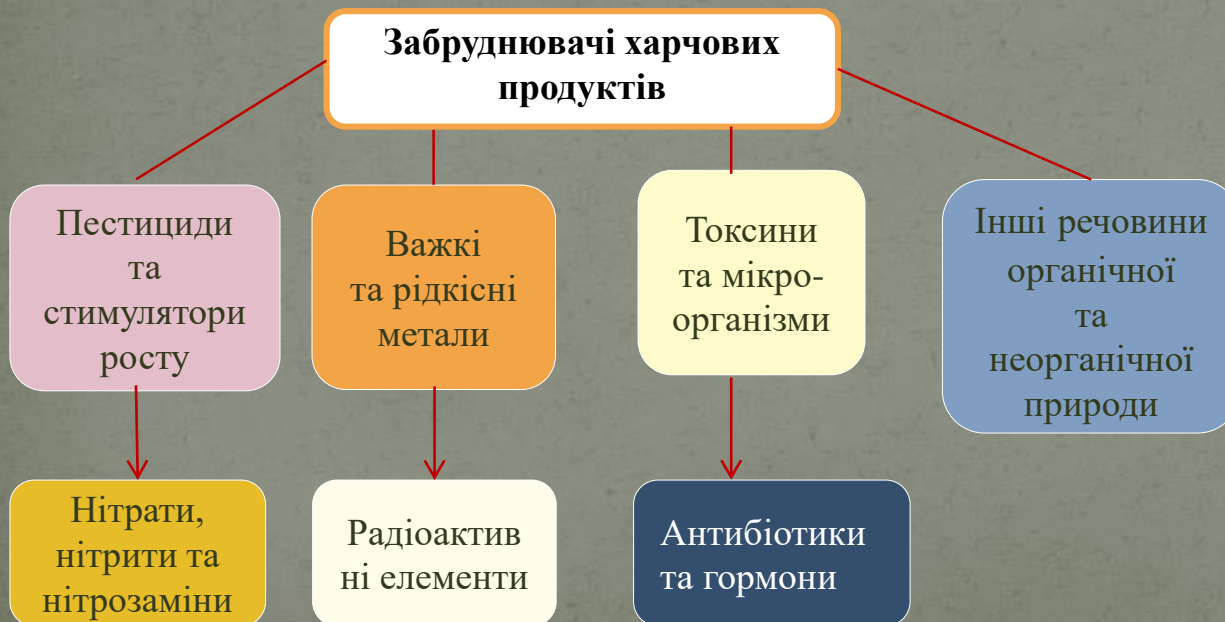 Забруднювачі харчових
продуктів
Пестициди
та
стимулятори
росту
Важкі
та рідкісні
метали
Токсини
та мікро-
організми
Інші речовини
органічної
та
неорганічної
природи
Нітрати,
нітрити та
нітрозаміни
Радіоактив
ні елементи
Антибіотики
та гормони